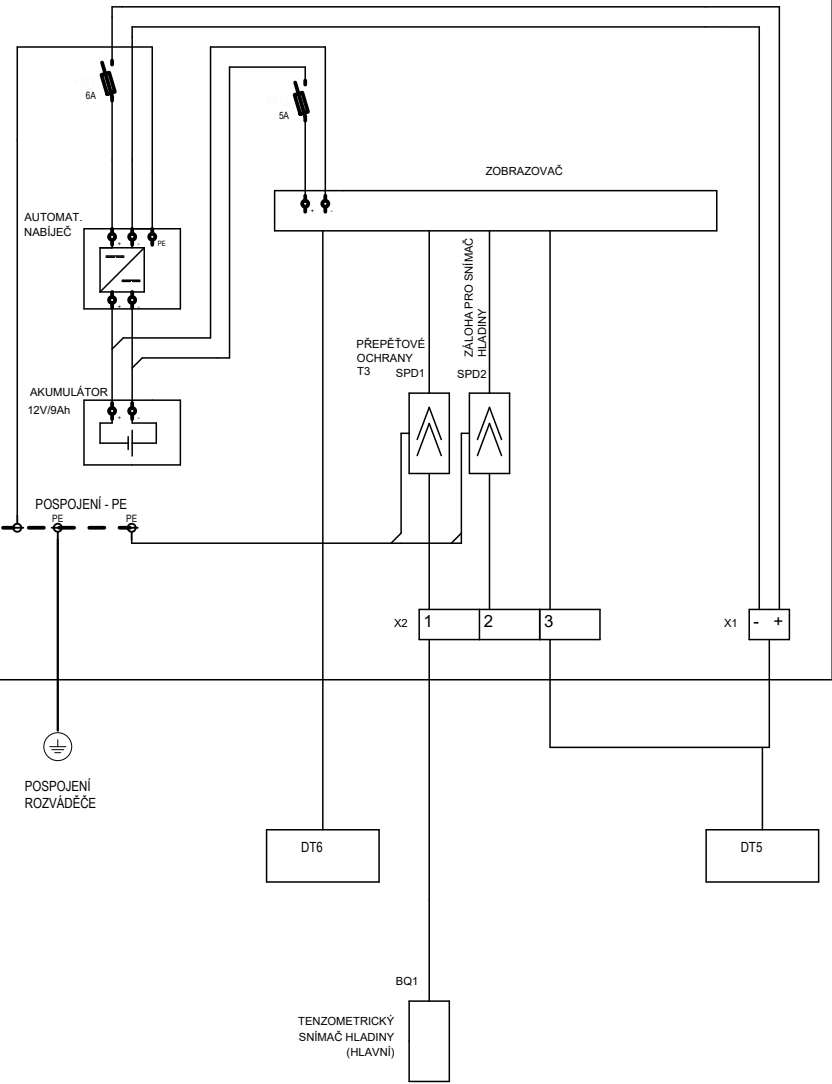 6A
5A
ZOBRAZOVAČ
+ -
AUTOMAT.
NABÍJEČ
+ - PE
+ -
ZÁLOHA PRO SNÍMAČ
HLADINY
PŘEPĚŤOVÉ
OCHRANY
T3
SPD1
SPD2
AKUMULÁTOR
12V/9Ah
+ -
POSPOJENÍ - PE
PE
PE
X2
1
2
3
X1
- +
POSPOJENÍ
ROZVÁDĚČE
DT6
DT5
BQ1
TENZOMETRICKÝ
SNÍMAČ HLADINY
(HLAVNÍ)